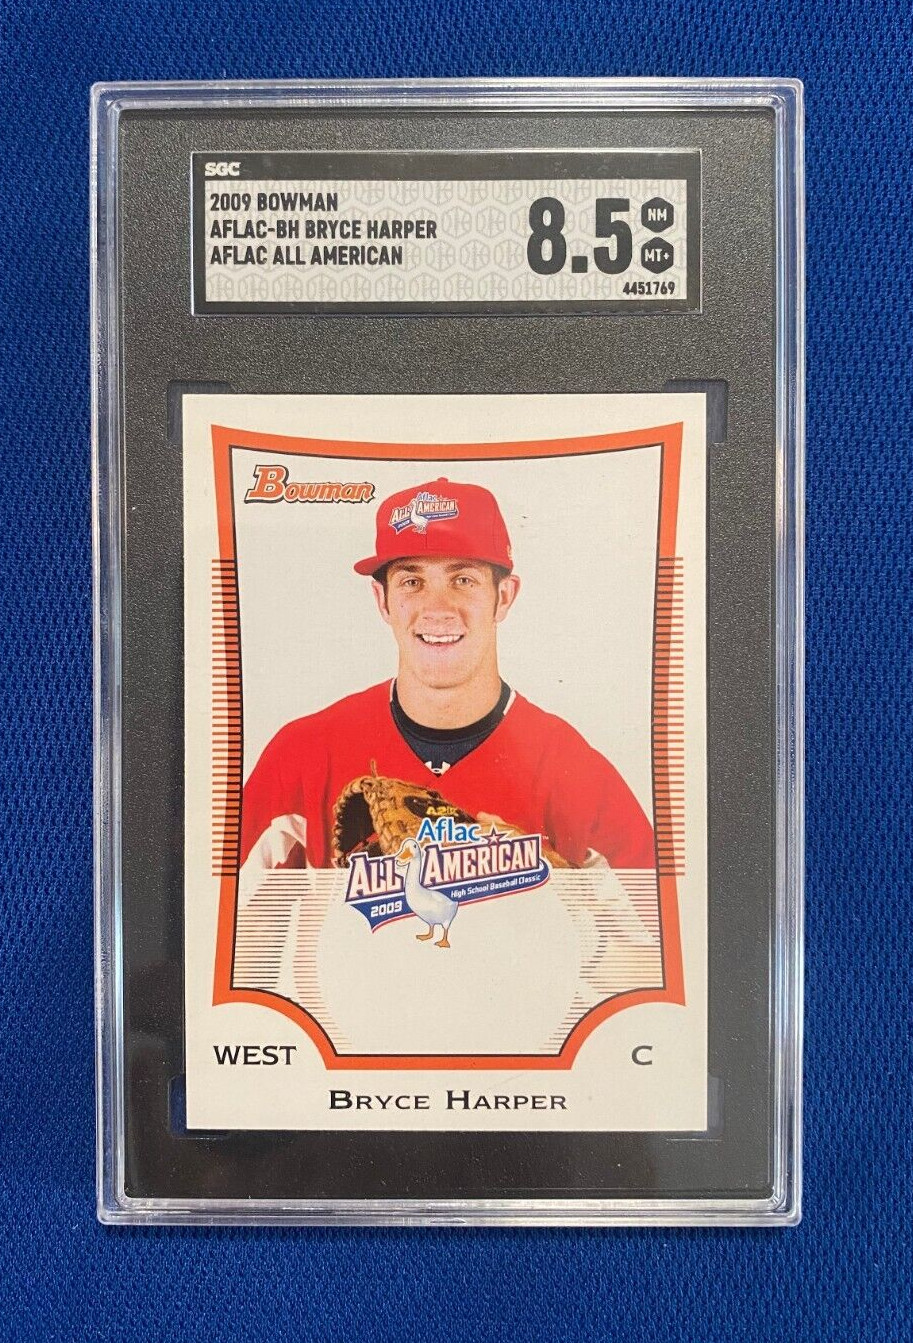 SGC
2009 BOWMAN
AFLAC-BH BRYCE HARPER
AFLAC ALL AMERICAN
8.5
NM
MT+
4451769
Bowman
Aflac
ALL AMERICAN
2009
Aflac
ALL AMERICAN
High School Baseball Classic
2009
WEST
C
BRYCE HARPER